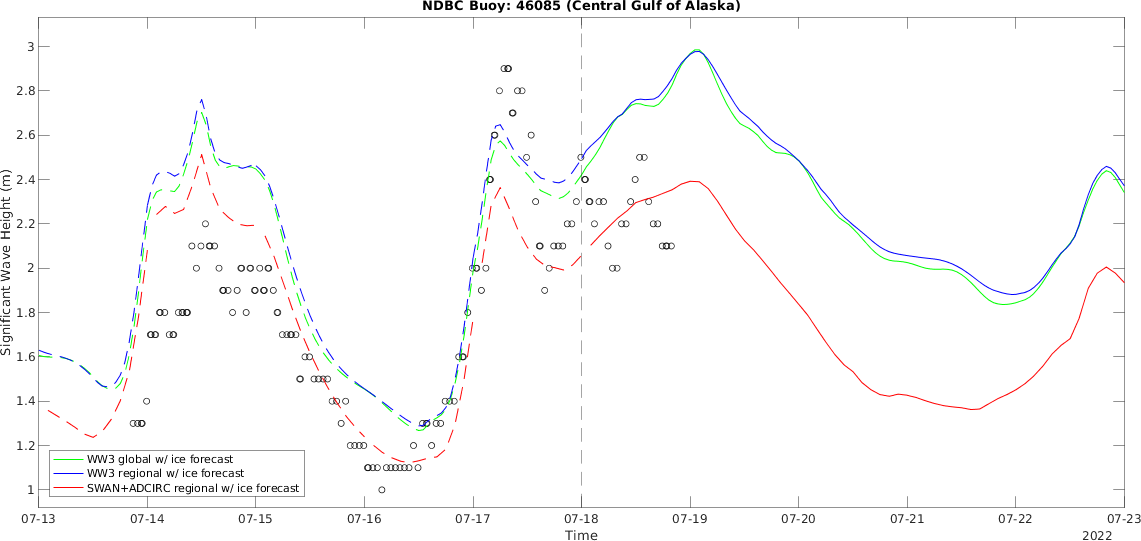 NDBC Buoy: 46085 (Central Gulf of Alaska)
Significant Wave Height (m)
3
2.8
2.6
2.4
2.2
2
1.8
1.6
1.4
1.2
1
WW3 global w/ ice forecast
WW3 regional w/ ice forecast
SWAN+ADCIRC regional w/ ice forecast
07-13 07-14 07-15 07-16 07-17 07-18 07-19 07-20 07-21 07-22 07-23
Time 2022